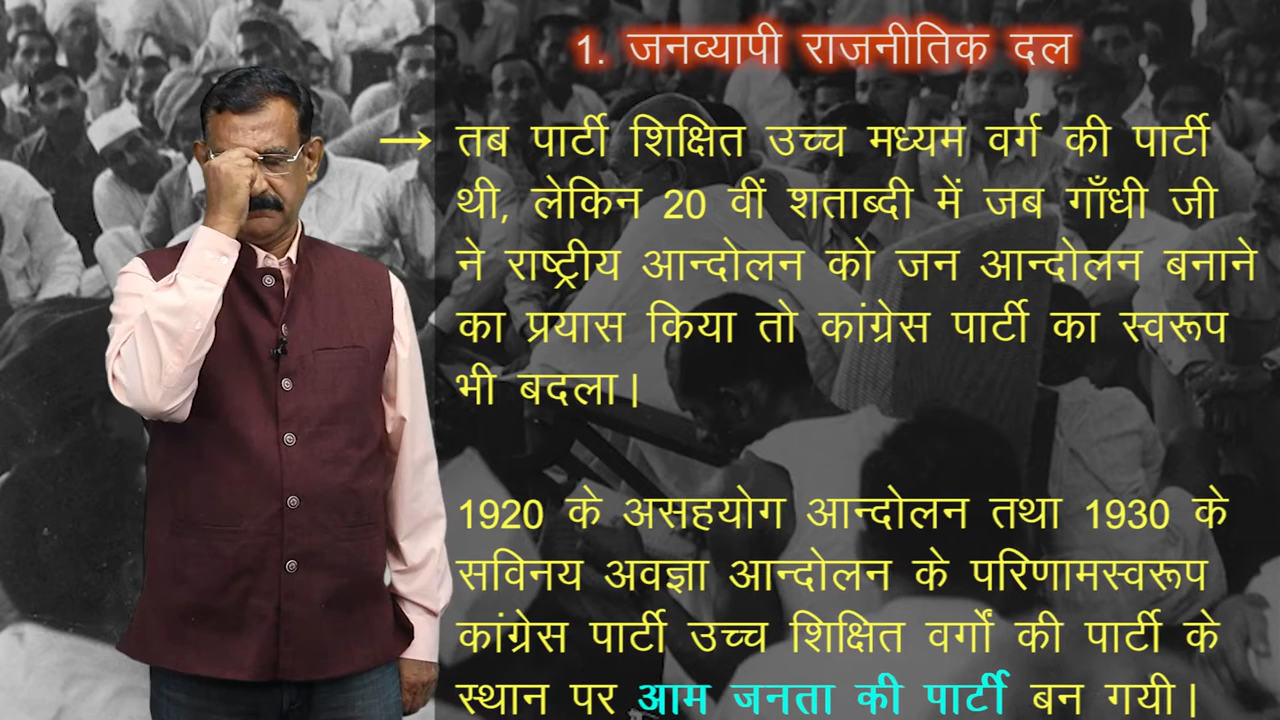 1. जनव्यापी राजनीतिक दल
→ तब पार्टी शिक्षित उच्च मध्यम वर्ग की पार्टी
थी, लेकिन 20 वीं शताब्दी में जब गाँधी जी
ने राष्ट्रीय आन्दोलन को जन आन्दोलन बनाने
का प्रयास किया तो कांग्रेस पार्टी का स्वरूप
भी बदला।
1920 के असहयोग आन्दोलन तथा 1930 के
सविनय अवज्ञा आन्दोलन के परिणामस्वरूप
कांग्रेस पार्टी उच्च शिक्षित वर्गों की पार्टी के
स्थान पर आम जनता की पार्टी बन गयी।